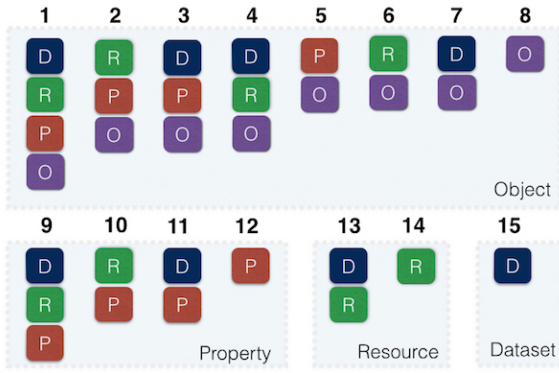 1 2 3 4 5 6 7 8
D R D D P R D O
R P P R O O O
P O O O
O
Object
9 10 11 12 13 14 15
D R D P D R D
R P P R
P
Property Resource Dataset